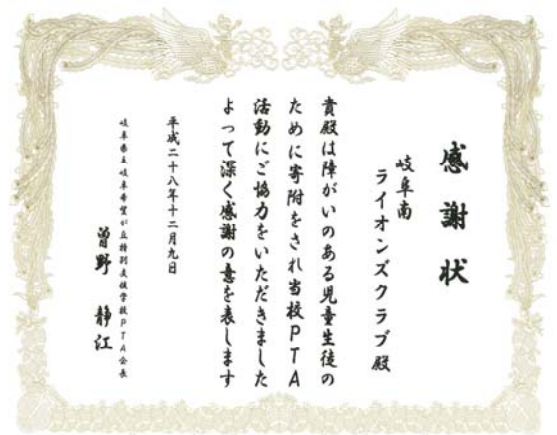 感謝状
岐阜南
ライオンズクラブ殿
貴殿は障がいのある児童生徒の
ために寄附をされ当校PTA
活動にご協力をいただきました
よって深く感謝の意を表します
平成二十八年十二月九日
岐阜県立岐阜希望が丘特別支援学校PTA会長
曽野 静江